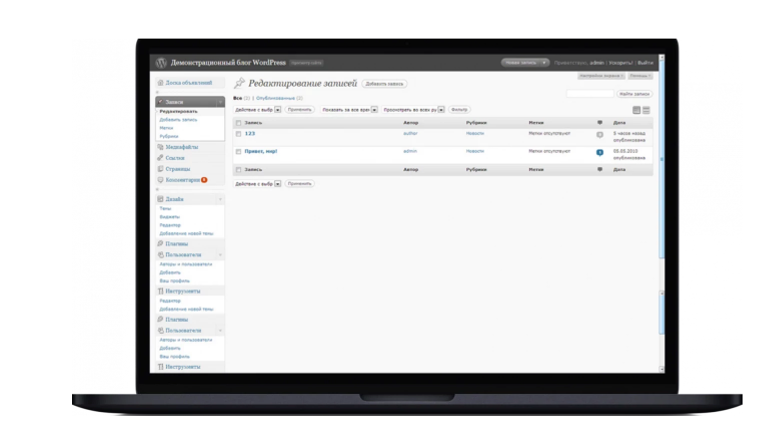 Демонстрационный блог WordPress
Новая запись
Приветствуем, admin | Ускорить! | Выйти
Настройки экрана
Помощь
Доска объявлений
Редактирование записей
Добавить запись
Найти записи
Записи
Все (2) | Опубликованные (2)
Редактировать
Добавить запись
Метки
Рубрики
Действия с выбр
Применить
Показать за все врем
Просмотреть во всех ру
Фильтр
Запись
Автор
Рубрики
Метки
Дата
123
author
Новости
Метки отсутствуют
0
5 часов назад
опубликовано
Привет, мир!
admin
Новости
Метки отсутствуют
05.05.2010
опубликовано
Запись
Автор
Рубрики
Метки
Дата
Действия с выбр
Применить
Медиафайлы
Ссылки
Страницы
Комментарии
Дизайн
Темы
Виджеты
Редактор
Добавление новой темы
Плагины
Пользователи
Авторы и пользователи
Добавить
Ваш профиль
Инструменты
Редактор
Добавление новой темы
Плагины
Пользователи
Авторы и пользователи
Добавить
Ваш профиль
Инструменты